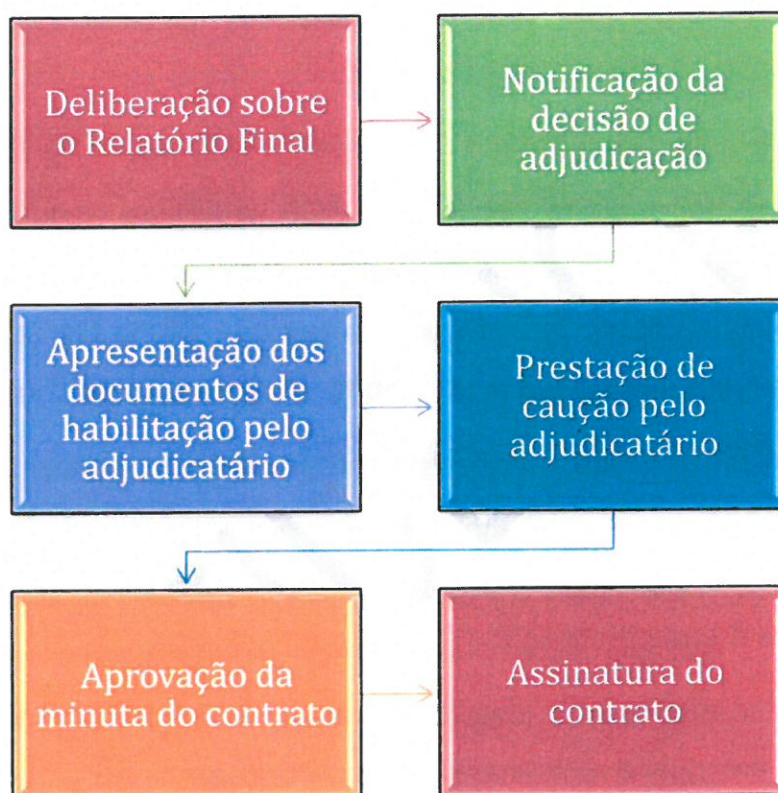 Deliberação sobre
o Relatório Final
Notificação da
decisão de
adjudicação
Apresentação dos
documentos de
habilitação pelo
adjudicatário
Prestação de
caução pelo
adjudicatário
Aprovação da
minuta do contrato
Assinatura do
contrato